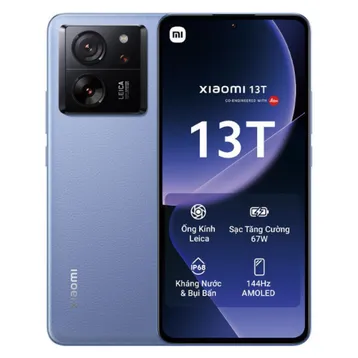 LEICA
xiaomi
mi
XIAOMI 13T
CO-ENGINEERED WITH Leica
13T
Ống Kính
Leica
Sạc Tăng Cường
67W
IP68
Kháng Nước
& Bụi Bẩn
144Hz
AMOLED